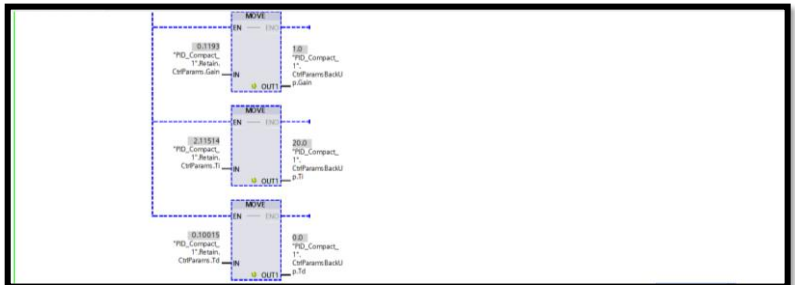 MOVE
EN ENO
0.1193
"PID_Compact_
1".Retain.
CtrlParams.Gain
IN
1.0
"PID_Compact_
1".
CtrlParamsBackU
p.Gain
OUT1
MOVE
EN ENO
2.11514
"PID_Compact_
1".Retain.
CtrlParams.Ti
IN
20.0
"PID_Compact_
1".
CtrlParamsBackU
p.Ti
OUT1
MOVE
EN ENO
0.10015
"PID_Compact_
1".Retain.
CtrlParams.Td
IN
0.0
"PID_Compact_
1".
CtrlParamsBackU
p.Td
OUT1